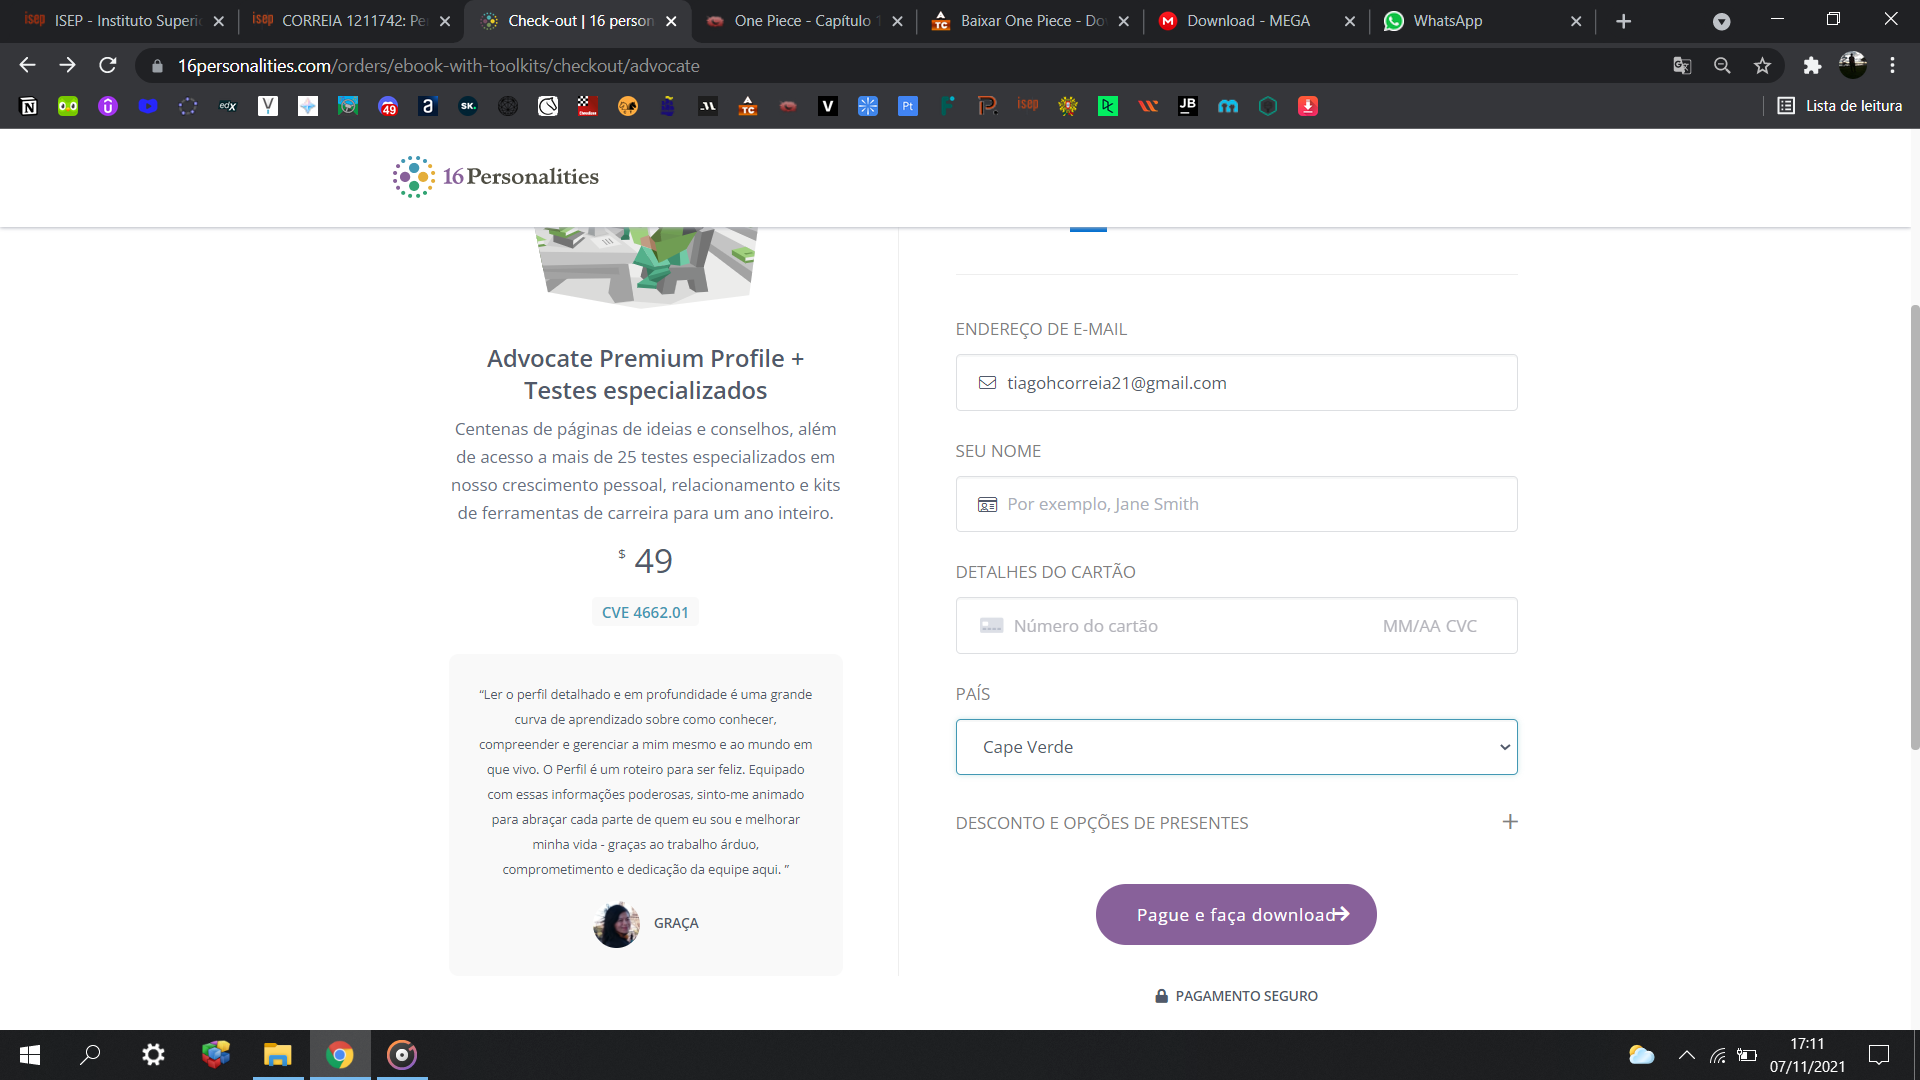 ISEP - Instituto Superi
CORREIA 1211742: Pe
Check-out | 16 person
One Piece - Capítulo 1
Baixar One Piece - Do
Download - MEGA
WhatsApp
16personalities.com/orders/ebook-with-toolkits/checkout/advocate
Lista de leitura
16Personalities
Advocate Premium Profile +
Testes especializados
Centenas de páginas de ideias e conselhos, além
de acesso a mais de 25 testes especializados em
nosso crescimento pessoal, relacionamento e kits
de ferramentas de carreira para um ano inteiro.
$ 49
CVE 4662.01
“Ler o perfil detalhado e em profundidade é uma grande
curva de aprendizado sobre como conhecer,
compreender e gerenciar a mim mesmo e ao mundo em
que vivo. O Perfil é um roteiro para ser feliz. Equipado
com essas informações poderosas, sinto-me animado
para abraçar cada parte de quem eu sou e melhorar
minha vida - graças ao trabalho árduo,
comprometimento e dedicação da equipe aqui. ”
GRAÇA
ENDEREÇO DE E-MAIL
tiagohcorreia21@gmail.com
SEU NOME
Por exemplo, Jane Smith
DETALHES DO CARTÃO
Número do cartão
MM/AA CVC
PAÍS
Cape Verde
DESCONTO E OPÇÕES DE PRESENTES
Pague e faça download
PAGAMENTO SEGURO
17:11
07/11/2021